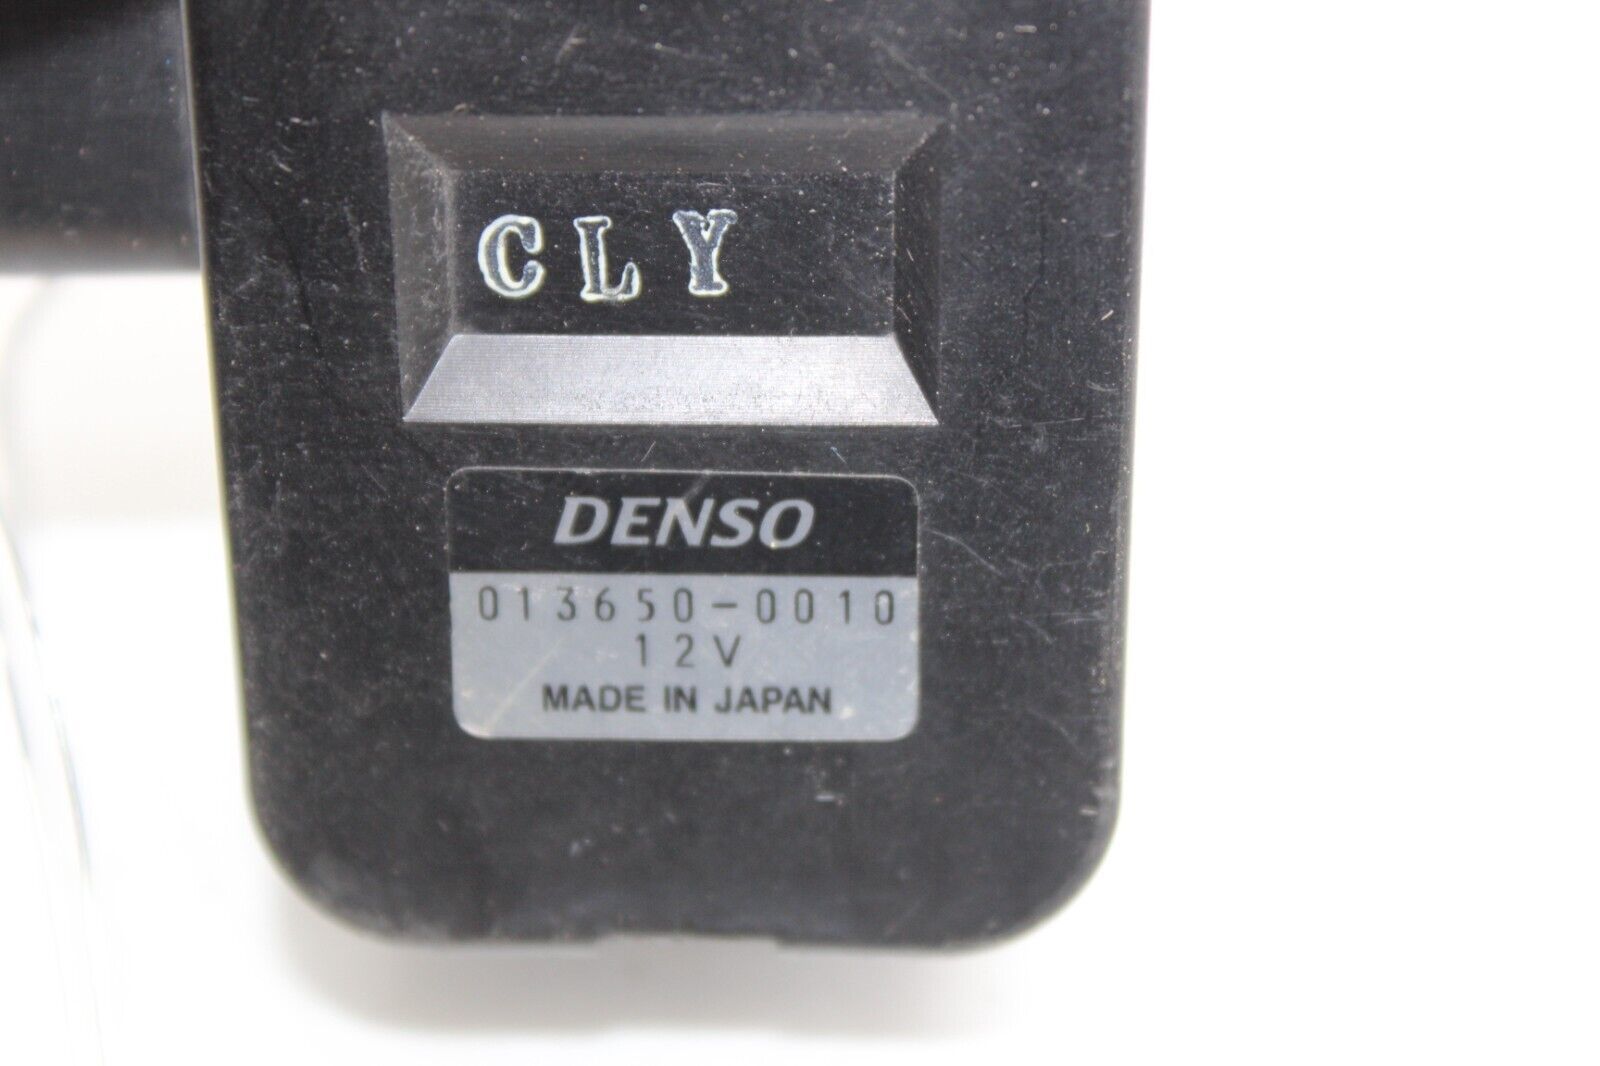 CLY
DENSO
013650-0010
12V
MADE IN JAPAN